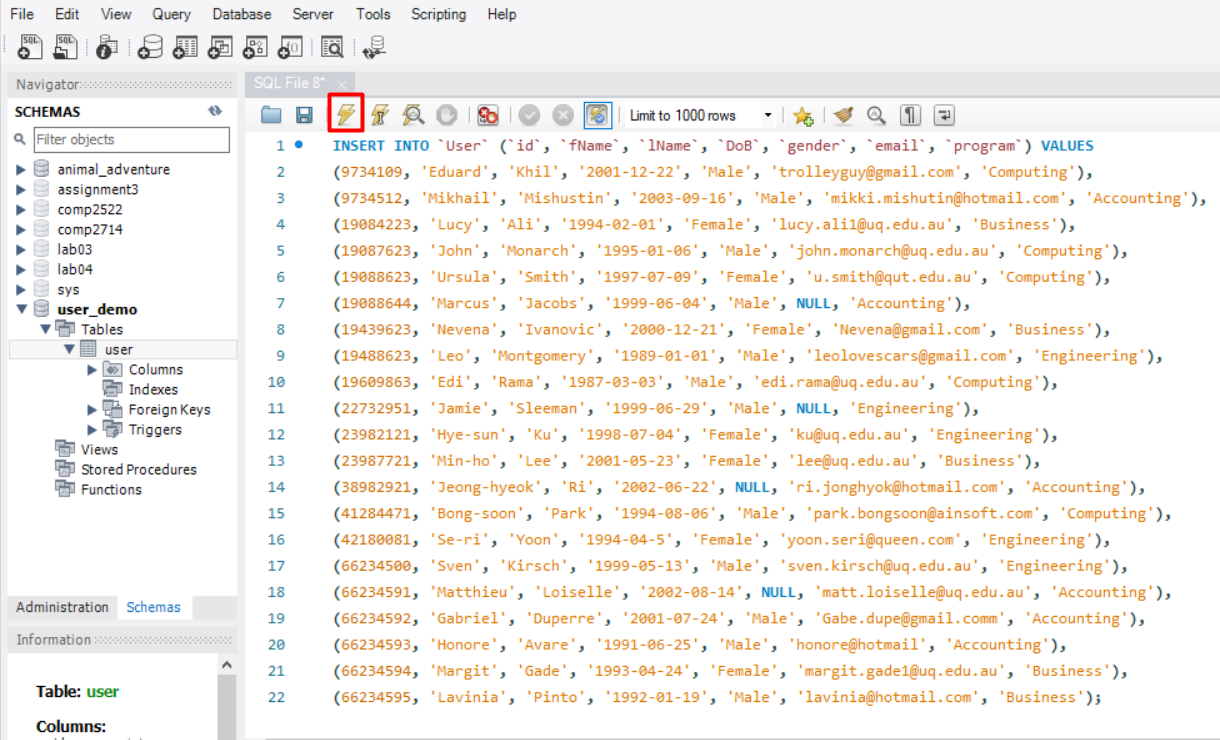 File Edit View Query Database Server Tools Scripting Help
SQL SQL
Navigator
SQL File 8*
SCHEMAS
Limit to 1000 rows
Filter objects
animal_adventure
assignment3
comp2522
comp2714
lab03
lab04
sys
user_demo
Tables
user
Columns
Indexes
Foreign Keys
Triggers
Views
Stored Procedures
Functions
Administration Schemas
Information
Table: user
Columns:
1 INSERT INTO `User` (`id`, `fName`, `lName`, `DoB`, `gender`, `email`, `program`) VALUES
2 (9734109, 'Eduard', 'Khil', '2001-12-22', 'Male', 'trolleyguy@gmail.com', 'Computing'),
3 (9734512, 'Mikhail', 'Mishustin', '2003-09-16', 'Male', 'mikki.mishutin@hotmail.com', 'Accounting'),
4 (19084223, 'Lucy', 'Ali', '1994-02-01', 'Female', 'lucy.ali1@uq.edu.au', 'Business'),
5 (19087623, 'John', 'Monarch', '1995-01-06', 'Male', 'john.monarch@uq.edu.au', 'Computing'),
6 (19088623, 'Ursula', 'Smith', '1997-07-09', 'Female', 'u.smith@qut.edu.au', 'Computing'),
7 (19088644, 'Marcus', 'Jacobs', '1999-06-04', 'Male', NULL, 'Accounting'),
8 (19439623, 'Nevena', 'Ivanovic', '2000-12-21', 'Female', 'Nevena@gmail.com', 'Business'),
9 (19488623, 'Leo', 'Montgomery', '1989-01-01', 'Male', 'leolovescars@gmail.com', 'Engineering'),
10 (19609863, 'Edi', 'Rama', '1987-03-03', 'Male', 'edi.rama@uq.edu.au', 'Computing'),
11 (22732951, 'Jamie', 'Sleeman', '1999-06-29', 'Male', NULL, 'Engineering'),
12 (23982121, 'Hye-sun', 'Ku', '1998-07-04', 'Female', 'ku@uq.edu.au', 'Engineering'),
13 (23987721, 'Min-ho', 'Lee', '2001-05-23', 'Female', 'lee@uq.edu.au', 'Business'),
14 (38982921, 'Jeong-hyeok', 'Ri', '2002-06-22', NULL, 'ri.jonghyok@hotmail.com', 'Accounting'),
15 (41284471, 'Bong-soon', 'Park', '1994-08-06', 'Male', 'park.bongsoon@ainsoft.com', 'Computing'),
16 (42180081, 'Se-ri', 'Yoon', '1994-04-5', 'Female', 'yoon.seri@queen.com', 'Engineering'),
17 (66234500, 'Sven', 'Kirsch', '1999-05-13', 'Male', 'sven.kirsch@uq.edu.au', 'Engineering'),
18 (66234591, 'Matthieu', 'Loiselle', '2002-08-14', NULL, 'matt.loiselle@uq.edu.au', 'Accounting'),
19 (66234592, 'Gabriel', 'Duperre', '2001-07-24', 'Male', 'Gabe.dupe@gmail.comm', 'Accounting'),
20 (66234593, 'Honore', 'Avare', '1991-06-25', 'Male', 'honore@hotmail', 'Accounting'),
21 (66234594, 'Margit', 'Gade', '1993-04-24', 'Female', 'margit.gade1@uq.edu.au', 'Business'),
22 (66234595, 'Lavinia', 'Pinto', '1992-01-19', 'Male', 'lavinia@hotmail.com', 'Business');